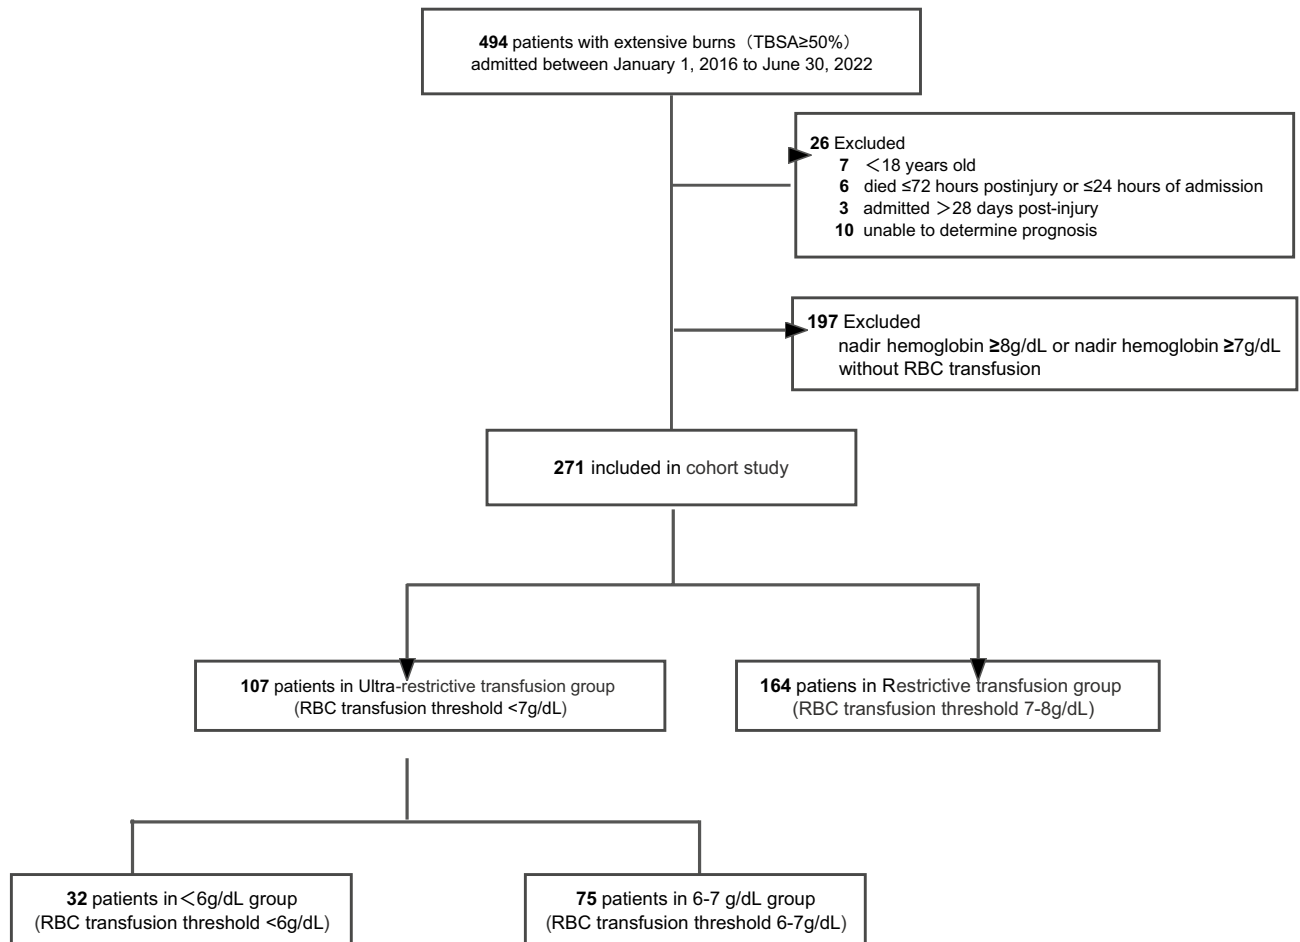 494 patients with extensive burns（TBSA≥50%）
admitted between January 1, 2016 to June 30, 2022
26 Excluded
7 ＜18 years old
6 died ≤72 hours postinjury or ≤24 hours of admission
3 admitted ＞28 days post-injury
10 unable to determine prognosis
197 Excluded
nadir hemoglobin ≥8g/dL or nadir hemoglobin ≥7g/dL
without RBC transfusion
271 included in cohort study
107 patients in Ultra-restrictive transfusion group
(RBC transfusion threshold <7g/dL)
164 patiens in Restrictive transfusion group
(RBC transfusion threshold 7-8g/dL)
32 patients in＜6g/dL group
(RBC transfusion threshold <6g/dL)
75 patients in 6-7 g/dL group
(RBC transfusion threshold 6-7g/dL)